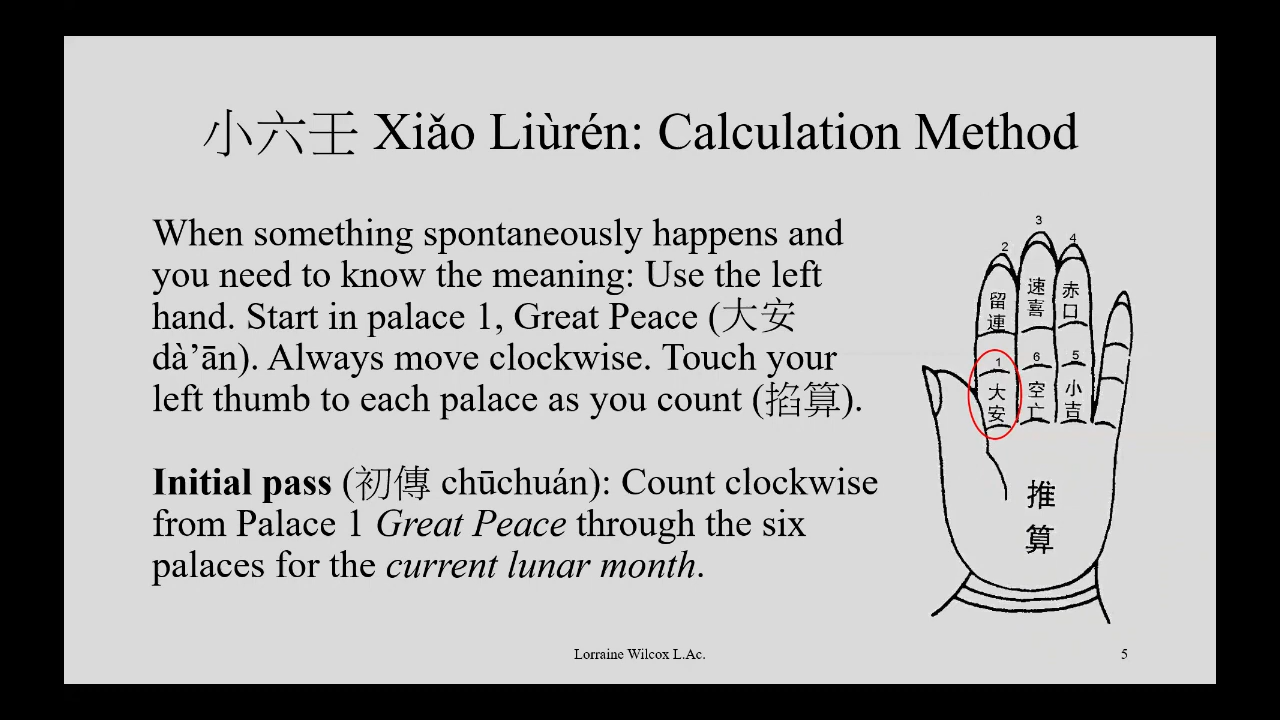 小六壬 Xiǎo Liùrén: Calculation Method
When something spontaneously happens and
you need to know the meaning: Use the left
hand. Start in palace 1, Great Peace (大安
dà’ān). Always move clockwise. Touch your
left thumb to each palace as you count (掐算).
Initial pass (初傳 chūchuán): Count clockwise
from Palace 1 Great Peace through the six
palaces for the current lunar month.
3
2
4
留連
速喜
赤口
1
6
5
大安
空亡
小吉
推算
Lorraine Wilcox L.Ac.
5